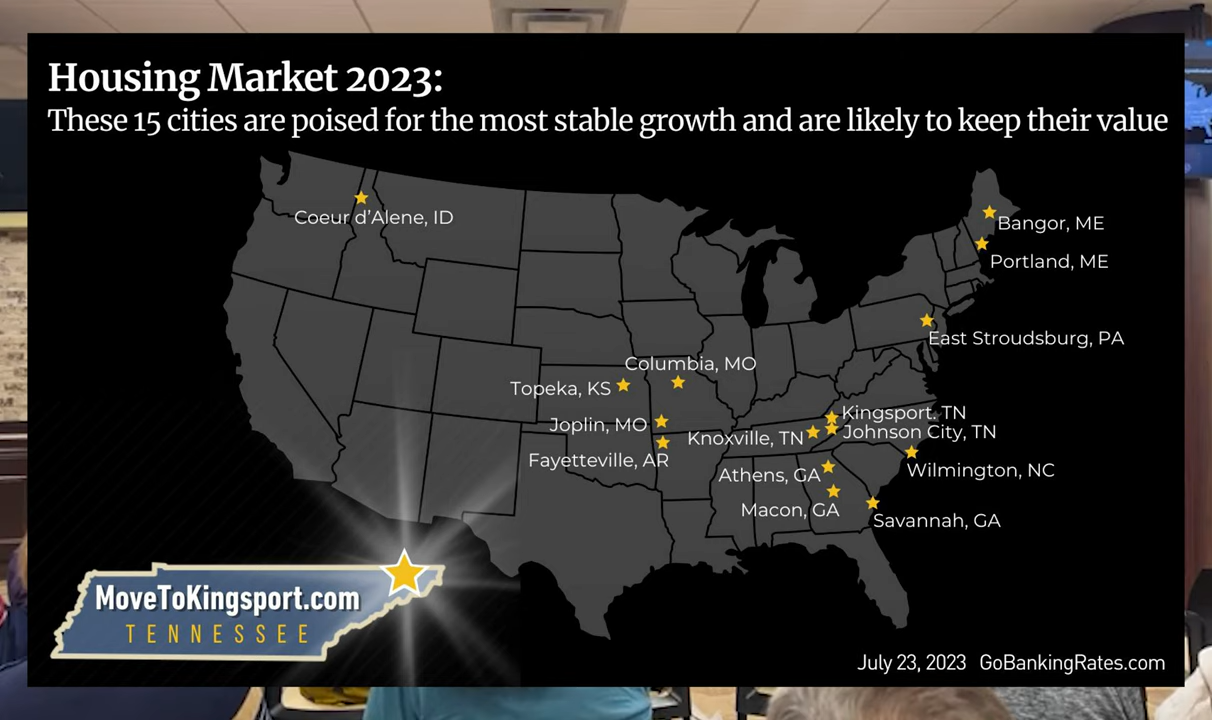 Housing Market 2023:
These 15 cities are poised for the most stable growth and are likely to keep their value
Coeur d'Alene, ID
Bangor, ME
Portland, ME
East Stroudsburg, PA
Columbia, MO
Topeka, KS
Joplin, MO
Fayetteville, AR
Kingsport. TN
Knoxville, TN
Johnson City, TN
Wilmington, NC
Athens, GA
Macon, GA
Savannah, GA
MoveToKingsport.com
TENNESSEE
July 23, 2023 GoBankingRates.com